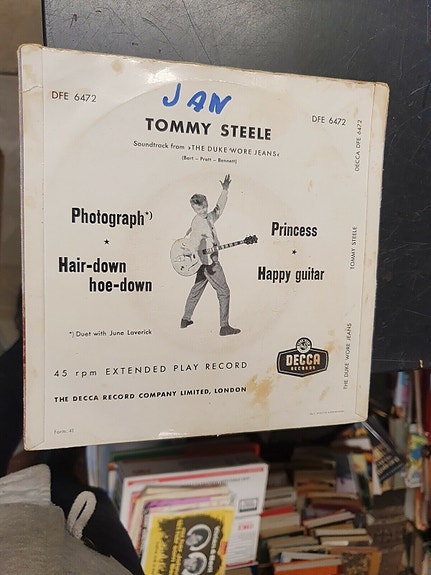 DFE 6472
JAN
DFE 6472
TOMMY STEELE
Soundtrack from »THE DUKE WORE JEANS«
(Bart - Pratt - Bennett)
Photograph*)
Hair-down
hoe-down
Princess
Happy guitar
*) Duet with June Laverick
45 rpm EXTENDED PLAY RECORD
THE DECCA RECORD COMPANY LIMITED, LONDON
DECCA
RECORDS
Form. 41
THE DUKE WORE JEANS
TOMMY STEELE
DECCA DFE 6472